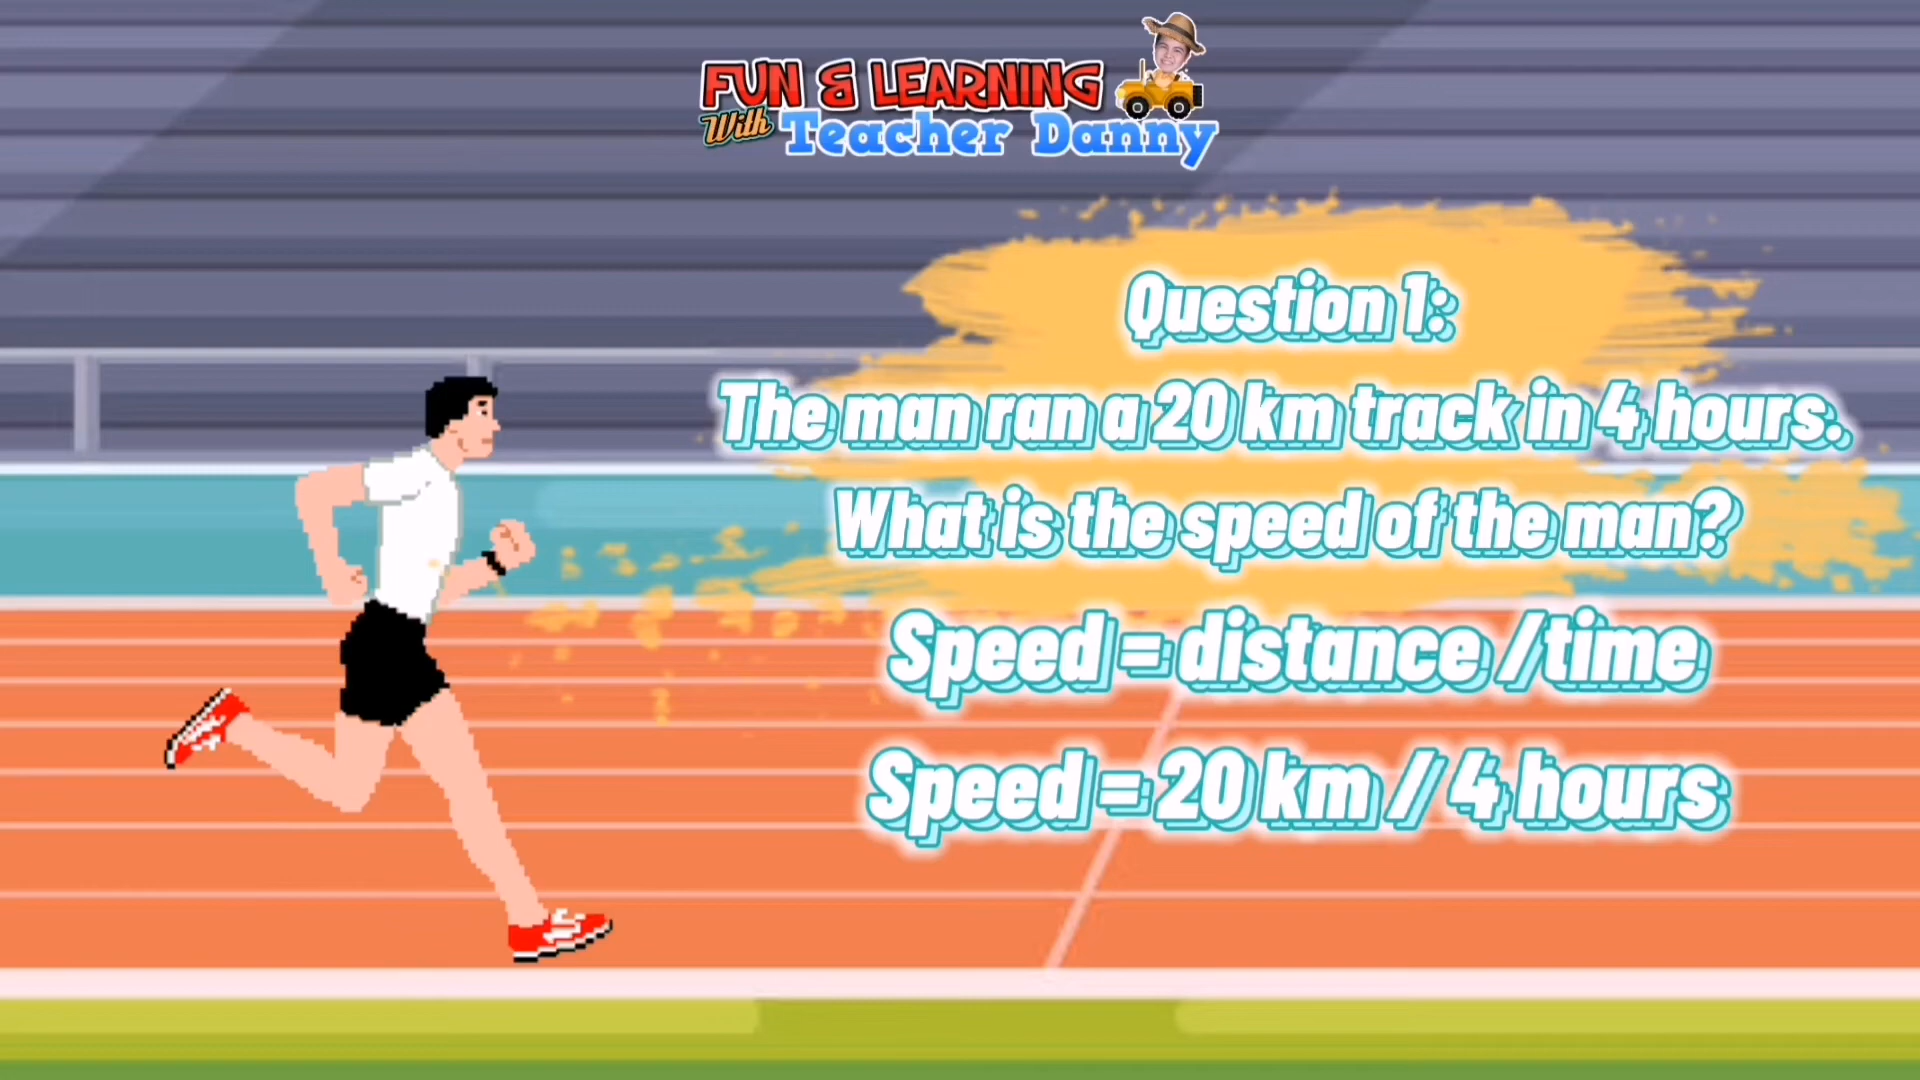 FUN & LEARNING
With Teacher Danny
Question 1:
The man ran a 20 km track in 4 hours.
What is the speed of the man?
Speed = distance /time
Speed = 20 km / 4 hours